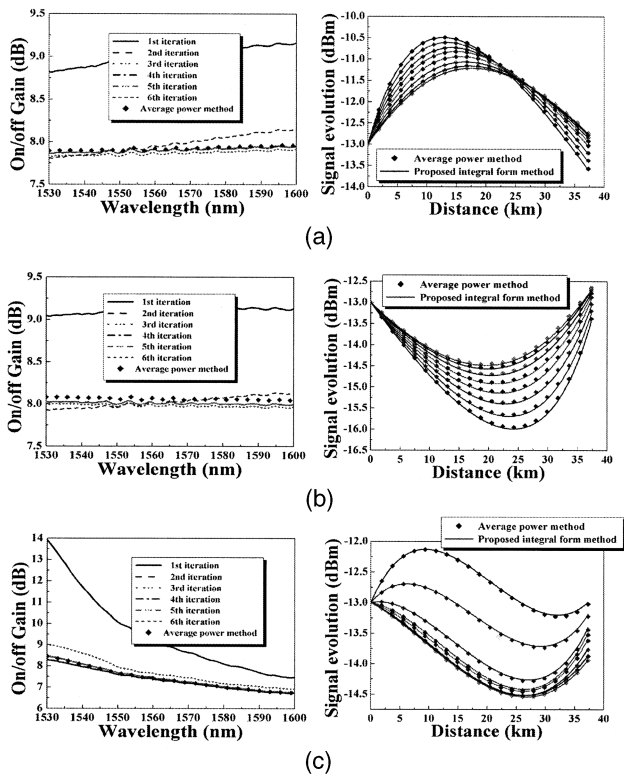 On/off Gain (dB)
9.5
9.0
8.5
8.0
7.5
1st iteration
2nd iteration
3rd iteration
4th iteration
5th iteration
6th iteration
Average power method
1530 1540 1550 1560 1570 1580 1590 1600
Wavelength (nm)
Signal evolution (dBm)
-10.0
-10.5
-11.0
-11.5
-12.0
-12.5
-13.0
-13.5
-14.0
Average power method
Proposed integral form method
0 5 10 15 20 25 30 35 40
Distance (km)
(a)
On/off Gain (dB)
9.5
9.0
8.5
8.0
7.5
1st iteration
2nd iteration
3rd iteration
4th iteration
5th iteration
6th iteration
Average power method
1530 1540 1550 1560 1570 1580 1590 1600
Wavelength (nm)
Signal evolution (dBm)
-12.5
-13.0
-13.5
-14.0
-14.5
-15.0
-15.5
-16.0
-16.5
Average power method
Proposed integral form method
0 5 10 15 20 25 30 35 40
Distance (km)
(b)
On/off Gain (dB)
14
13
12
11
10
9
8
7
6
1st iteration
2nd iteration
3rd iteration
4th iteration
5th iteration
6th iteration
Average power method
1530 1540 1550 1560 1570 1580 1590 1600
Wavelength (nm)
Signal evolution (dBm)
-12.0
-12.5
-13.0
-13.5
-14.0
-14.5
Average power method
Proposed integral form method
0 5 10 15 20 25 30 35 40
Distance (km)
(c)